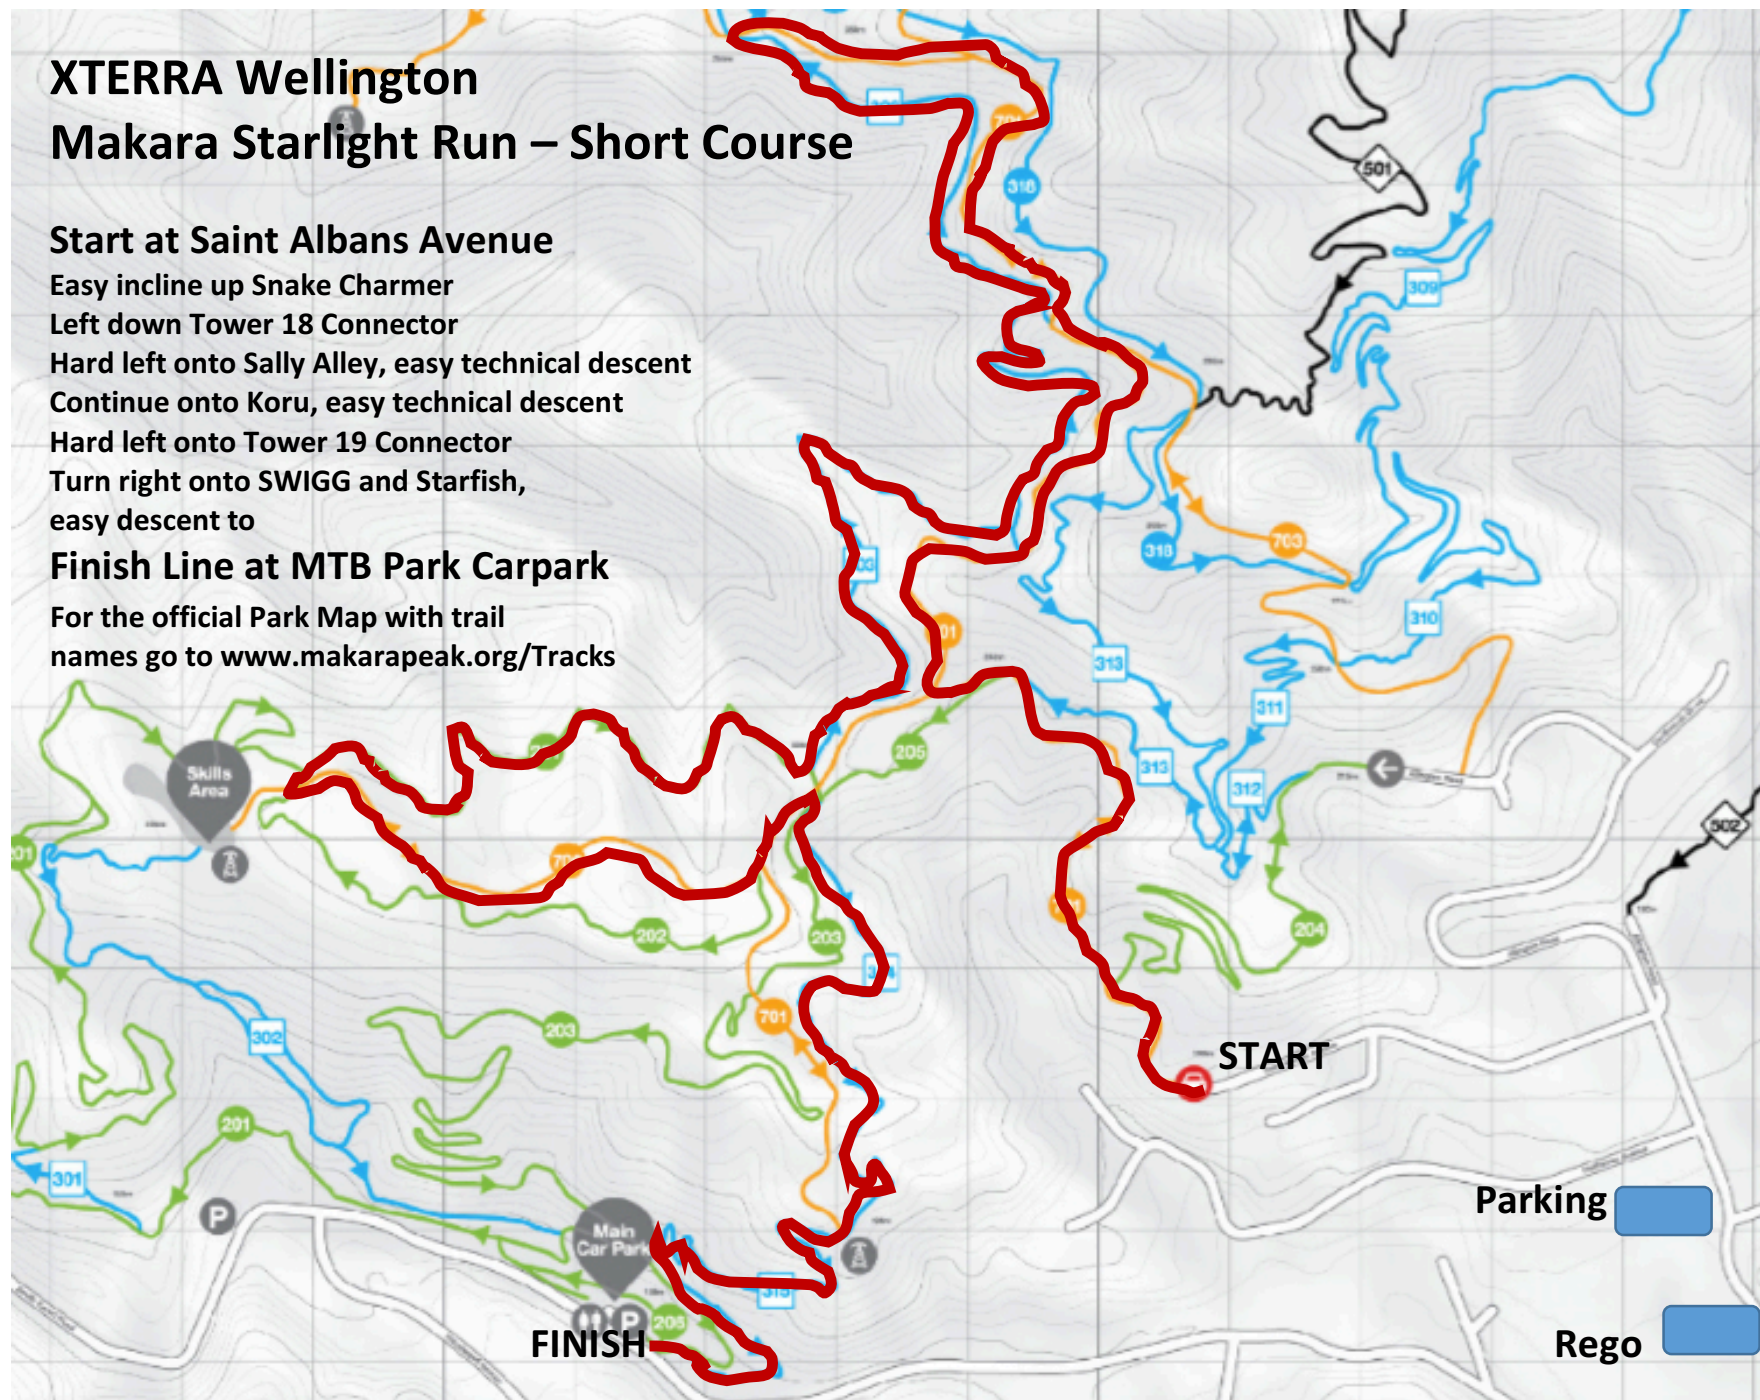 XTERRA Wellington
Makara Starlight Run – Short Course
Start at Saint Albans Avenue
Easy incline up Snake Charmer
Left down Tower 18 Connector
Hard left onto Sally Alley, easy technical descent
Continue onto Koru, easy technical descent
Hard left onto Tower 19 Connector
Turn right onto SWIGG and Starfish,
easy descent to
Finish Line at MTB Park Carpark
For the official Park Map with trail
names go to www.makarapeak.org/Tracks
501
318
309
318
703
310
313
311
205
313
312
Skills
Area
502
202
203
204
701
203
302
START
201
301
P
Parking
Main
Car Park
P
206
FINISH
Rego